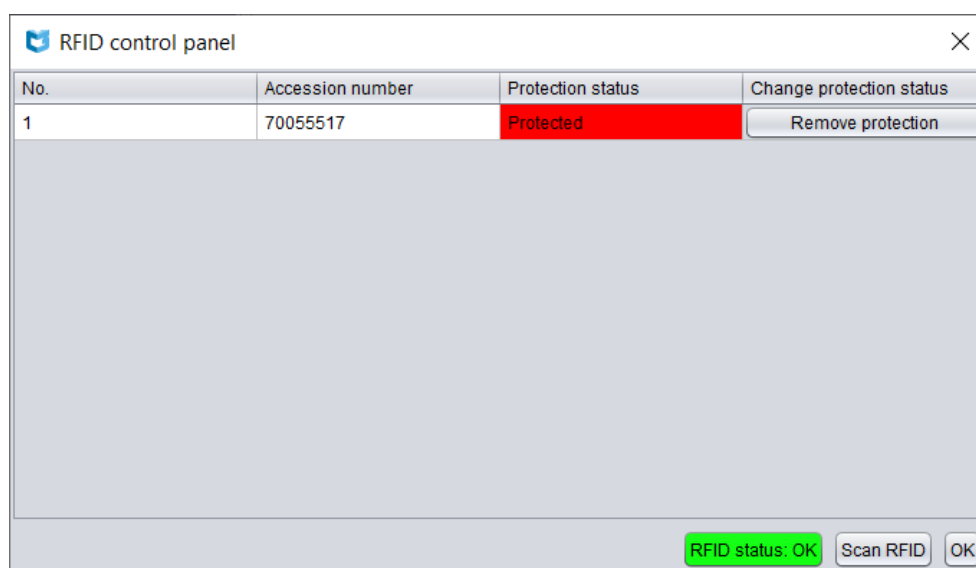 RFID control panel
No. Accession number Protection status Change protection status
1 70055517 Protected Remove protection
RFID status: OK Scan RFID OK